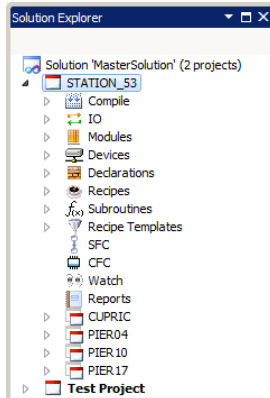 Solution Explorer
Solution 'MasterSolution' (2 projects)
STATION_53
Compile
IO
Modules
Devices
Declarations
Recipes
f(x) Subroutines
Recipe Templates
SFC
CFC
Watch
Reports
CUPRIC
PIER04
PIER10
PIER17
Test Project